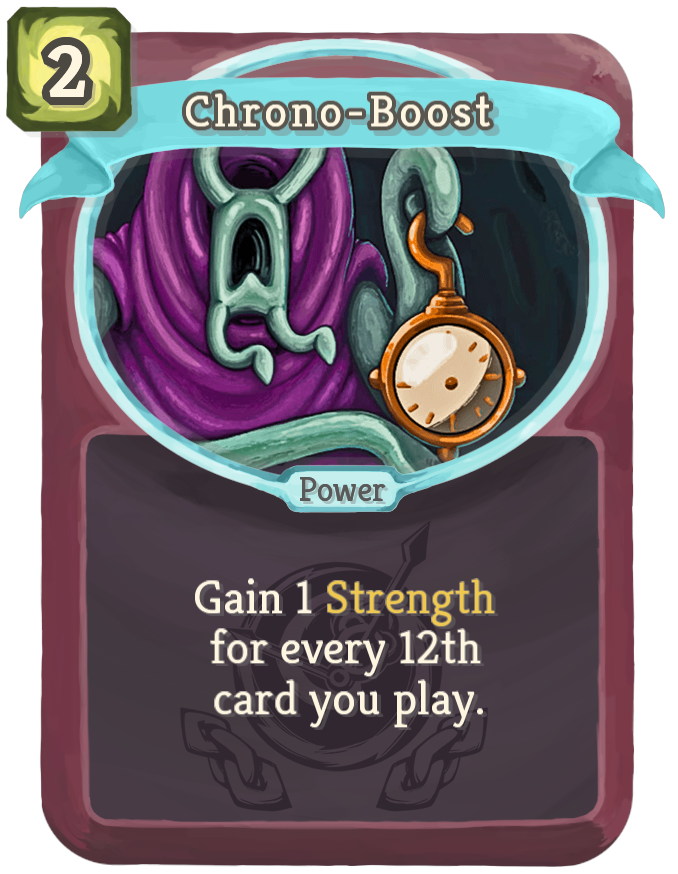 2
Chrono-Boost
Power
Gain 1 Strength
for every 12th
card you play.